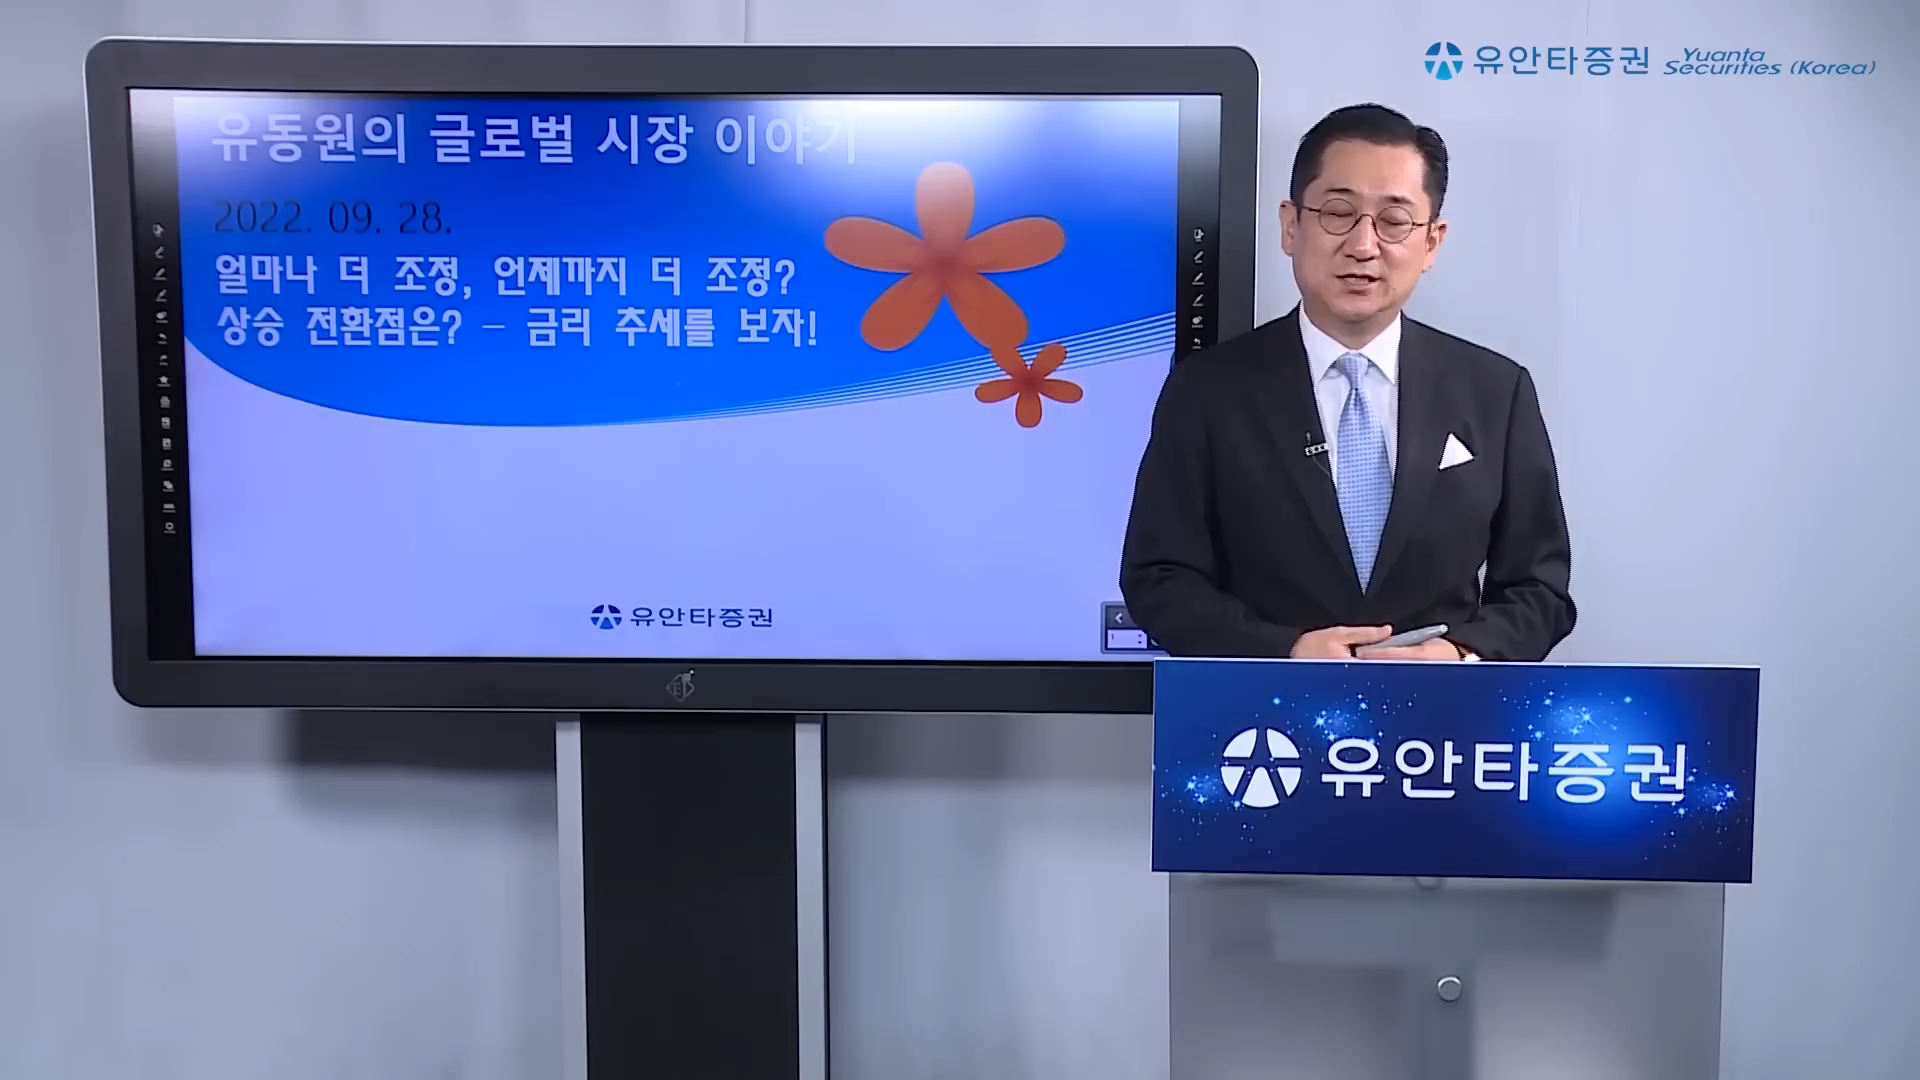 유안타증권 Yuanta Securities (Korea)
유동원의 글로벌 시장 이야기
2022. 09. 28.
얼마나 더 조정, 언제까지 더 조정?
상승 전환점은? – 금리 추세를 보자!
유안타증권
유안타증권